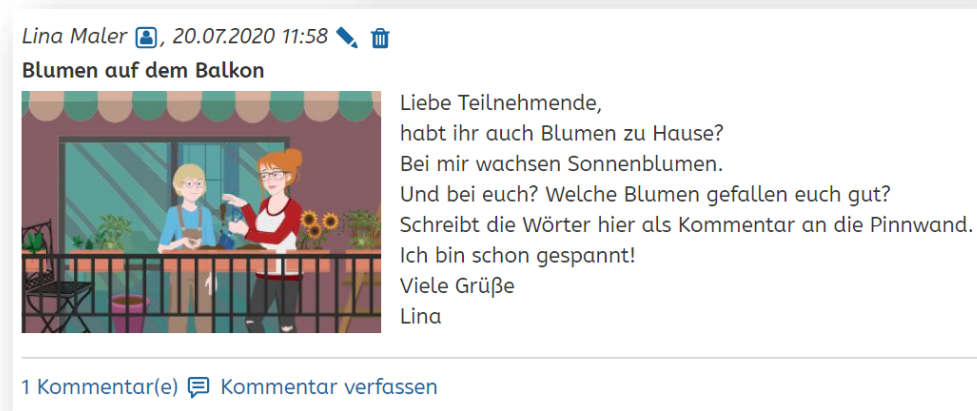 Lina Maler , 20.07.2020 11:58
Blumen auf dem Balkon
Liebe Teilnehmende,
habt ihr auch Blumen zu Hause?
Bei mir wachsen Sonnenblumen.
Und bei euch? Welche Blumen gefallen euch gut?
Schreibt die Wörter hier als Kommentar an die Pinnwand.
Ich bin schon gespannt!
Viele Grüße
Lina
1 Kommentar(e) Kommentar verfassen